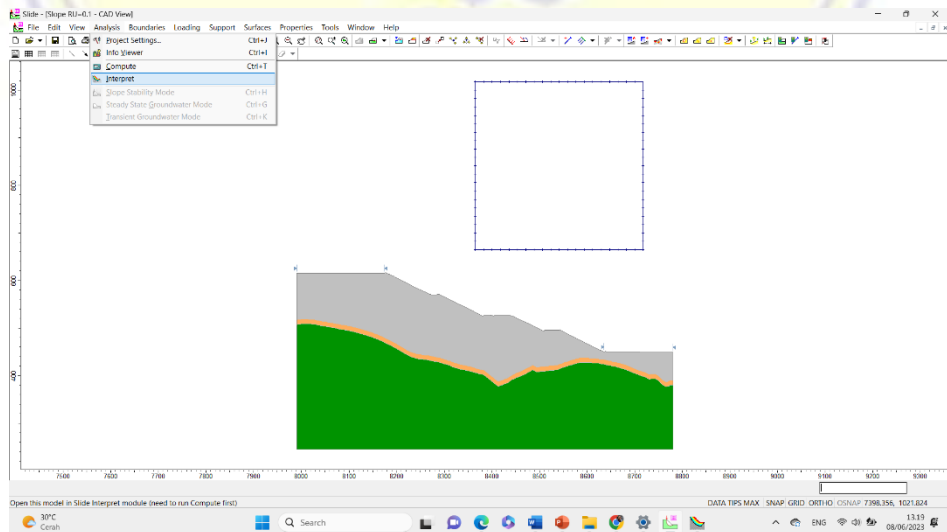 Slide - [Slope RU=0.1 - CAD View]
File Edit View Analysis Boundaries Loading Support Surfaces Properties Tools Window Help
Project Settings... Ctrl+J
Info Viewer Ctrl+I
Compute Ctrl+T
Interpret
Slope Stability Mode Ctrl+H
Steady State Groundwater Mode Ctrl+G
Transient Groundwater Mode Ctrl+K
1000
800
600
400
7500 7600 7700 7800 7900 8000 8100 8200 8300 8400 8500 8600 8700 8800 8900 9000 9100 9200 9300
Open this model in Slide Interpret module (need to run Compute first)
DATA TIPS MAX SNAP GRID ORTHO OSNAP 7398.356, 1021.824
30°C
Cerah
Search
ENG
13.19
08/06/2023